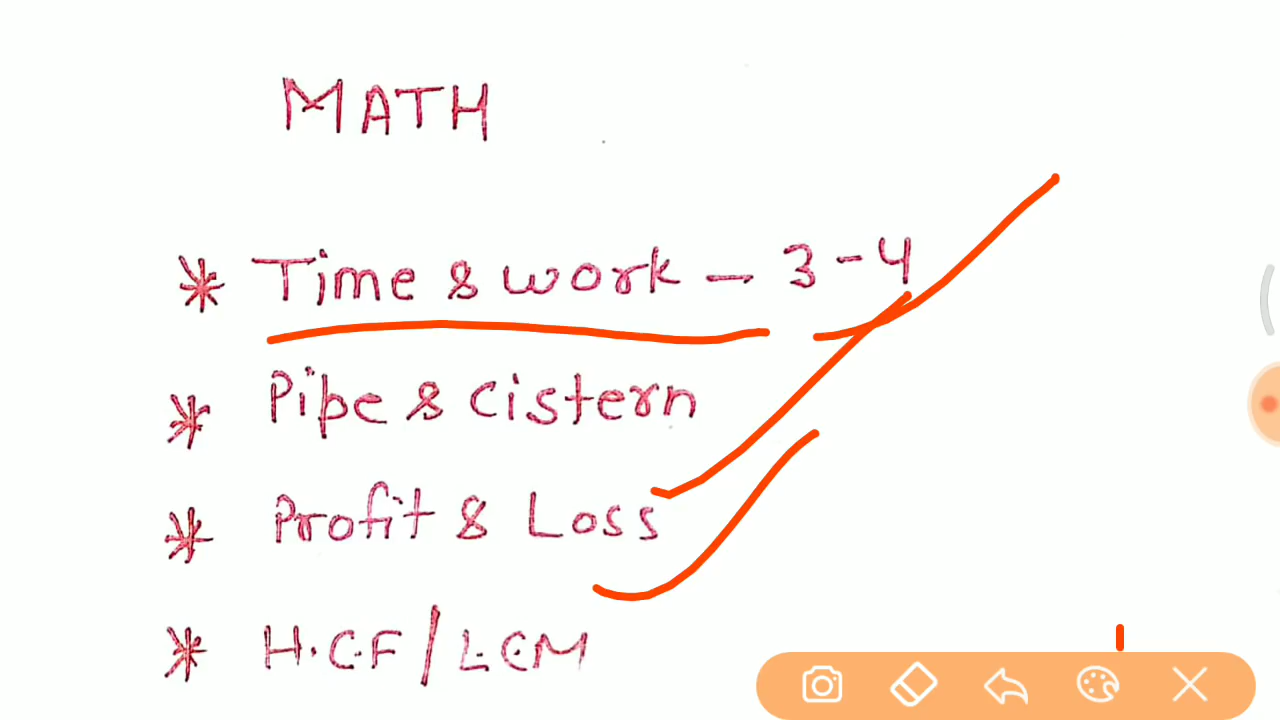 MATH
* Time & work - 3-4
* Pipe & Cistern
* Profit & Loss
* H.C.F / L.C.M